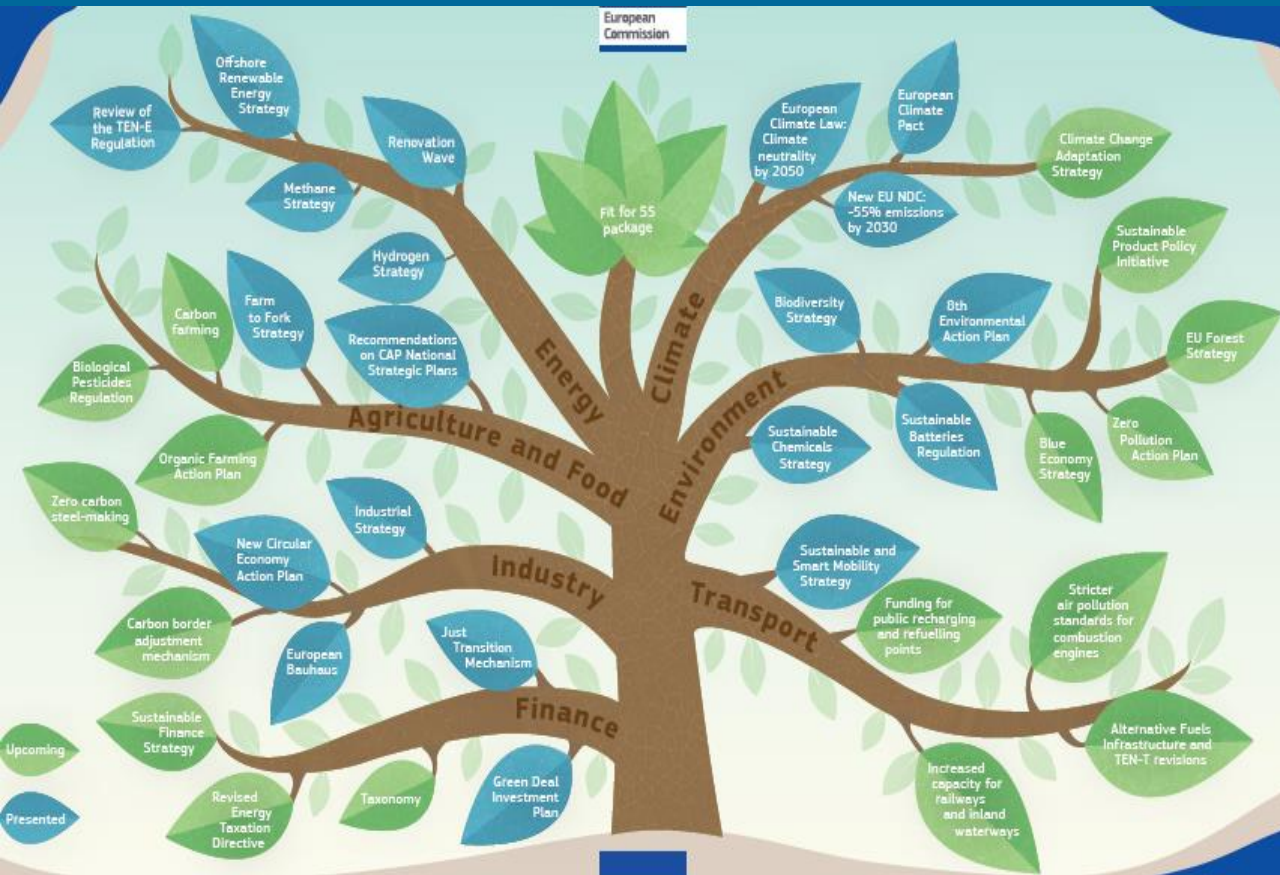 European
Commission
Offshore
Renewable
Energy
Strategy
Review of
the TEN-E
Regulation
Renovation
Wave
Methane
Strategy
Hydrogen
Strategy
Energy
Fit for 55
package
European
Climate Law:
Climate
neutrality
by 2050
European
Climate
Pact
Climate Change
Adaptation
Strategy
New EU NDC:
-55% emissions
by 2030
Climate
Carbon
farming
Farm
to Fork
Strategy
Recommendations
on CAP National
Strategic Plans
Biological
Pesticides
Regulation
Organic Farming
Action Plan
Agriculture and Food
Biodiversity
Strategy
8th
Environmental
Action Plan
Sustainable
Product Policy
Initiative
EU Forest
Strategy
Sustainable
Chemicals
Strategy
Sustainable
Batteries
Regulation
Blue
Economy
Strategy
Zero
Pollution
Action Plan
Environment
Zero carbon
steel-making
New Circular
Economy
Action Plan
Industrial
Strategy
Carbon border
adjustment
mechanism
European
Bauhaus
Industry
Sustainable and
Smart Mobility
Strategy
Funding for
public recharging
and refuelling
points
Stricter
air pollution
standards for
combustion
engines
Alternative Fuels
Infrastructure and
TEN-T revisions
Increased
capacity for
railways
and inland
waterways
Transport
Just
Transition
Mechanism
Sustainable
Finance
Strategy
Revised
Energy
Taxation
Directive
Taxonomy
Green Deal
Investment
Plan
Finance
Upcoming
Presented